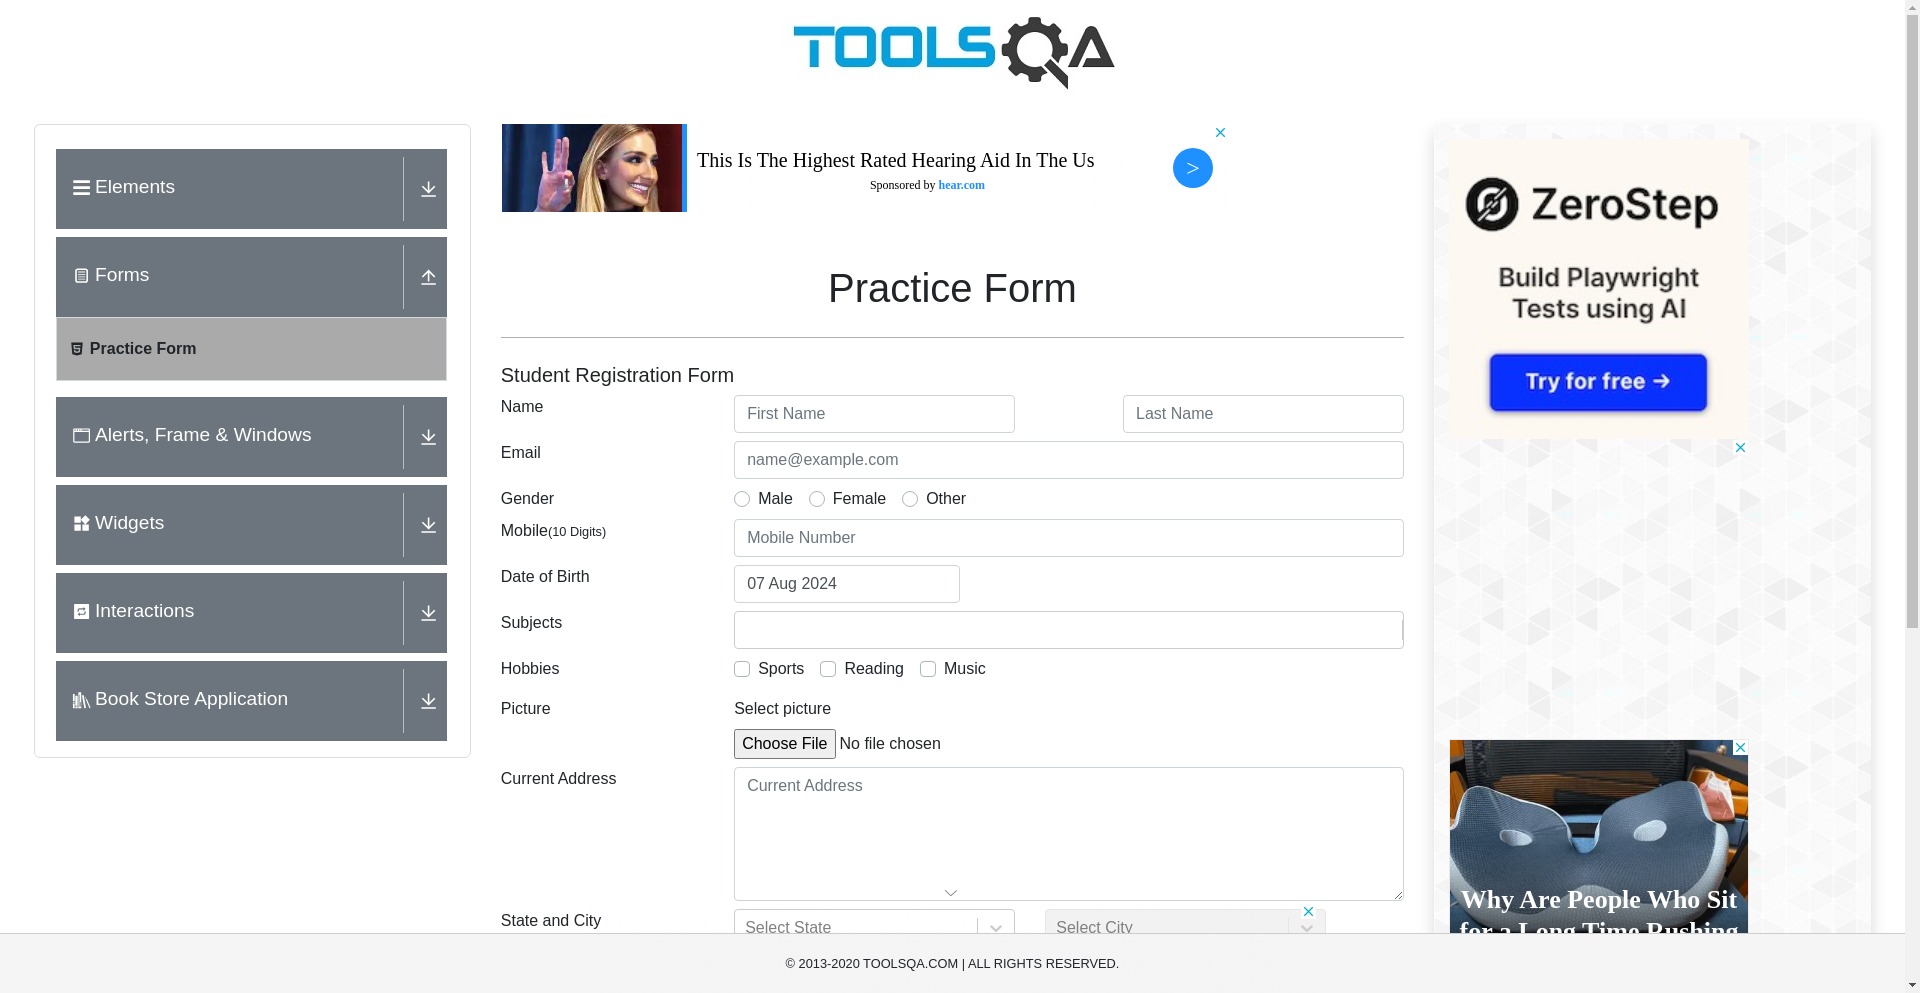 TOOLSQA
Elements
Forms
Practice Form
Alerts, Frame & Windows
Widgets
Interactions
Book Store Application
This Is The Highest Rated Hearing Aid In The Us
Sponsored by hear.com
>
Practice Form
Student Registration Form
Name
First Name
Last Name
Email
name@example.com
Gender
Male
Female
Other
Mobile(10 Digits)
Mobile Number
Date of Birth
07 Aug 2024
Subjects
Hobbies
Sports
Reading
Music
Picture
Select picture
Choose File No file chosen
Current Address
Current Address
State and City
Select State
Select City
ZeroStep
Build Playwright
Tests using AI
Try for free →
Why Are People Who Sit
for a Long Time Rushing
© 2013-2020 TOOLSQA.COM | ALL RIGHTS RESERVED.